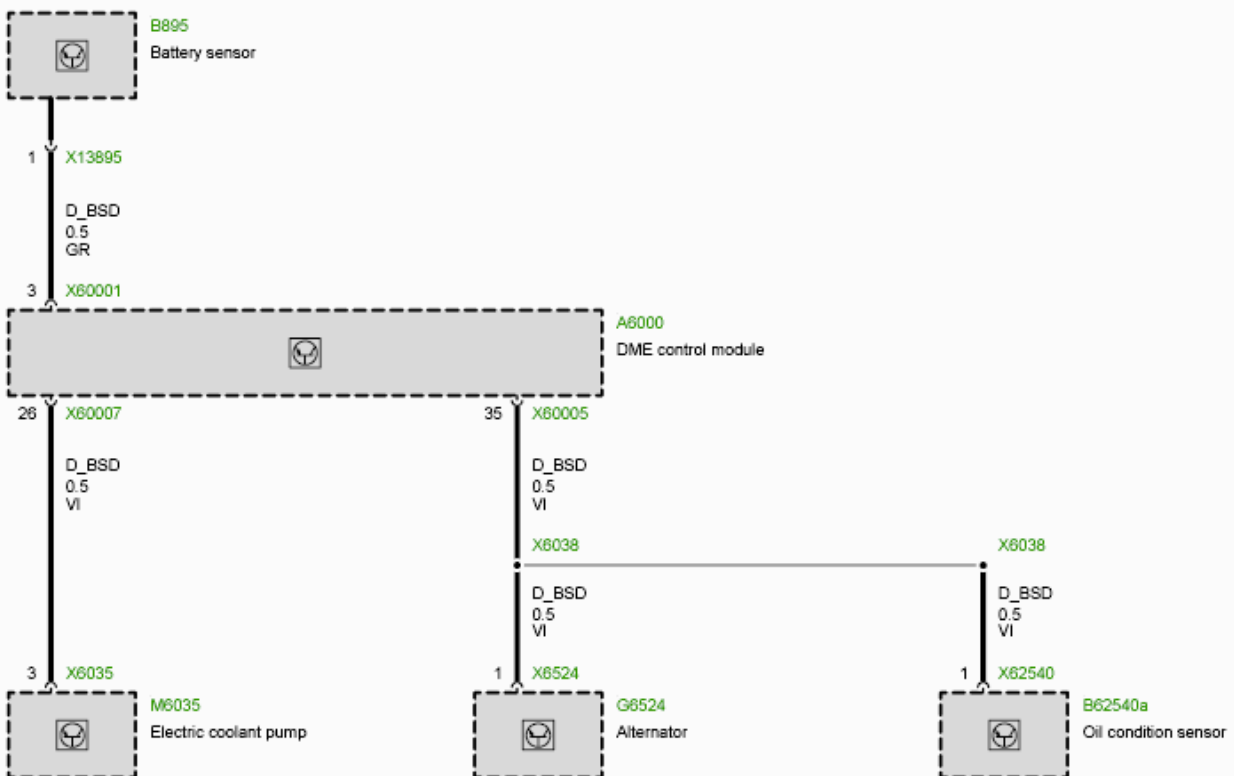 B895
Battery sensor
1 X13895
D_BSD
0.5
GR
3 X60001
A6000
DME control module
26 X60007
35 X60005
D_BSD
0.5
VI
D_BSD
0.5
VI
X6038
X6038
D_BSD
0.5
VI
D_BSD
0.5
VI
3 X6035
1 X6524
1 X62540
M6035
Electric coolant pump
G6524
Alternator
B62540a
Oil condition sensor